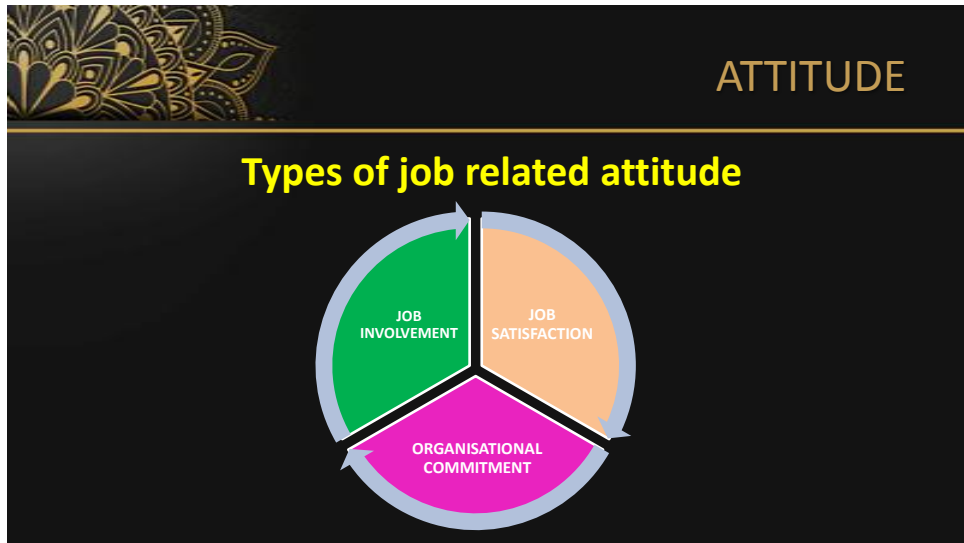 ATTITUDE
Types of job related attitude
JOB
INVOLVEMENT
JOB
SATISFACTION
ORGANISATIONAL
COMMITMENT